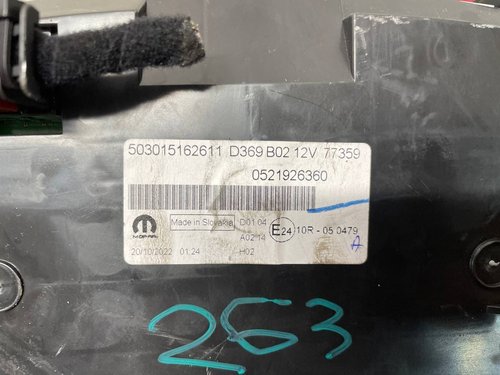 503015162611 D369 B02 12V 77359
0521926360
Made in Slovakia D01.04
A02.14
E24 10R - 05 0479
A
MOPAR
20/10/2022 01:24 H02
263